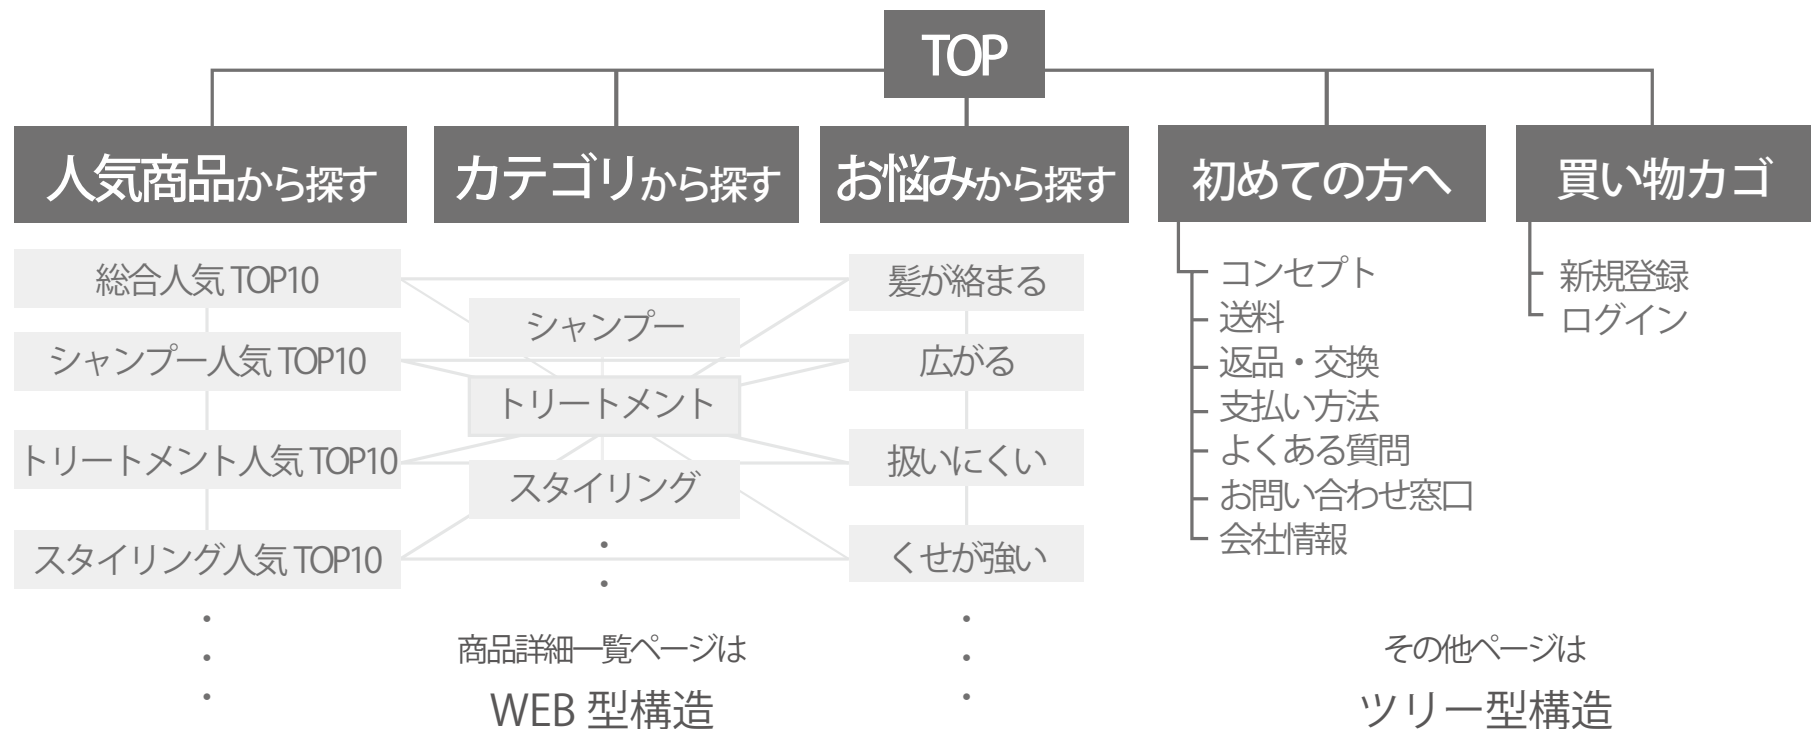 TOP
人気商品から探す
カテゴリから探す
お悩みから探す
初めての方へ
買い物カゴ
総合人気 TOP10
シャンプー人気 TOP10
トリートメント人気 TOP10
スタイリング人気 TOP10
・
・
・
シャンプー
トリートメント
スタイリング
・
・
髪が絡まる
広がる
扱いにくい
くせが強い
・
・
・
コンセプト
送料
返品・交換
支払い方法
よくある質問
お問い合わせ窓口
会社情報
新規登録
ログイン
商品詳細一覧ページは
WEB 型構造
その他ページは
ツリー型構造